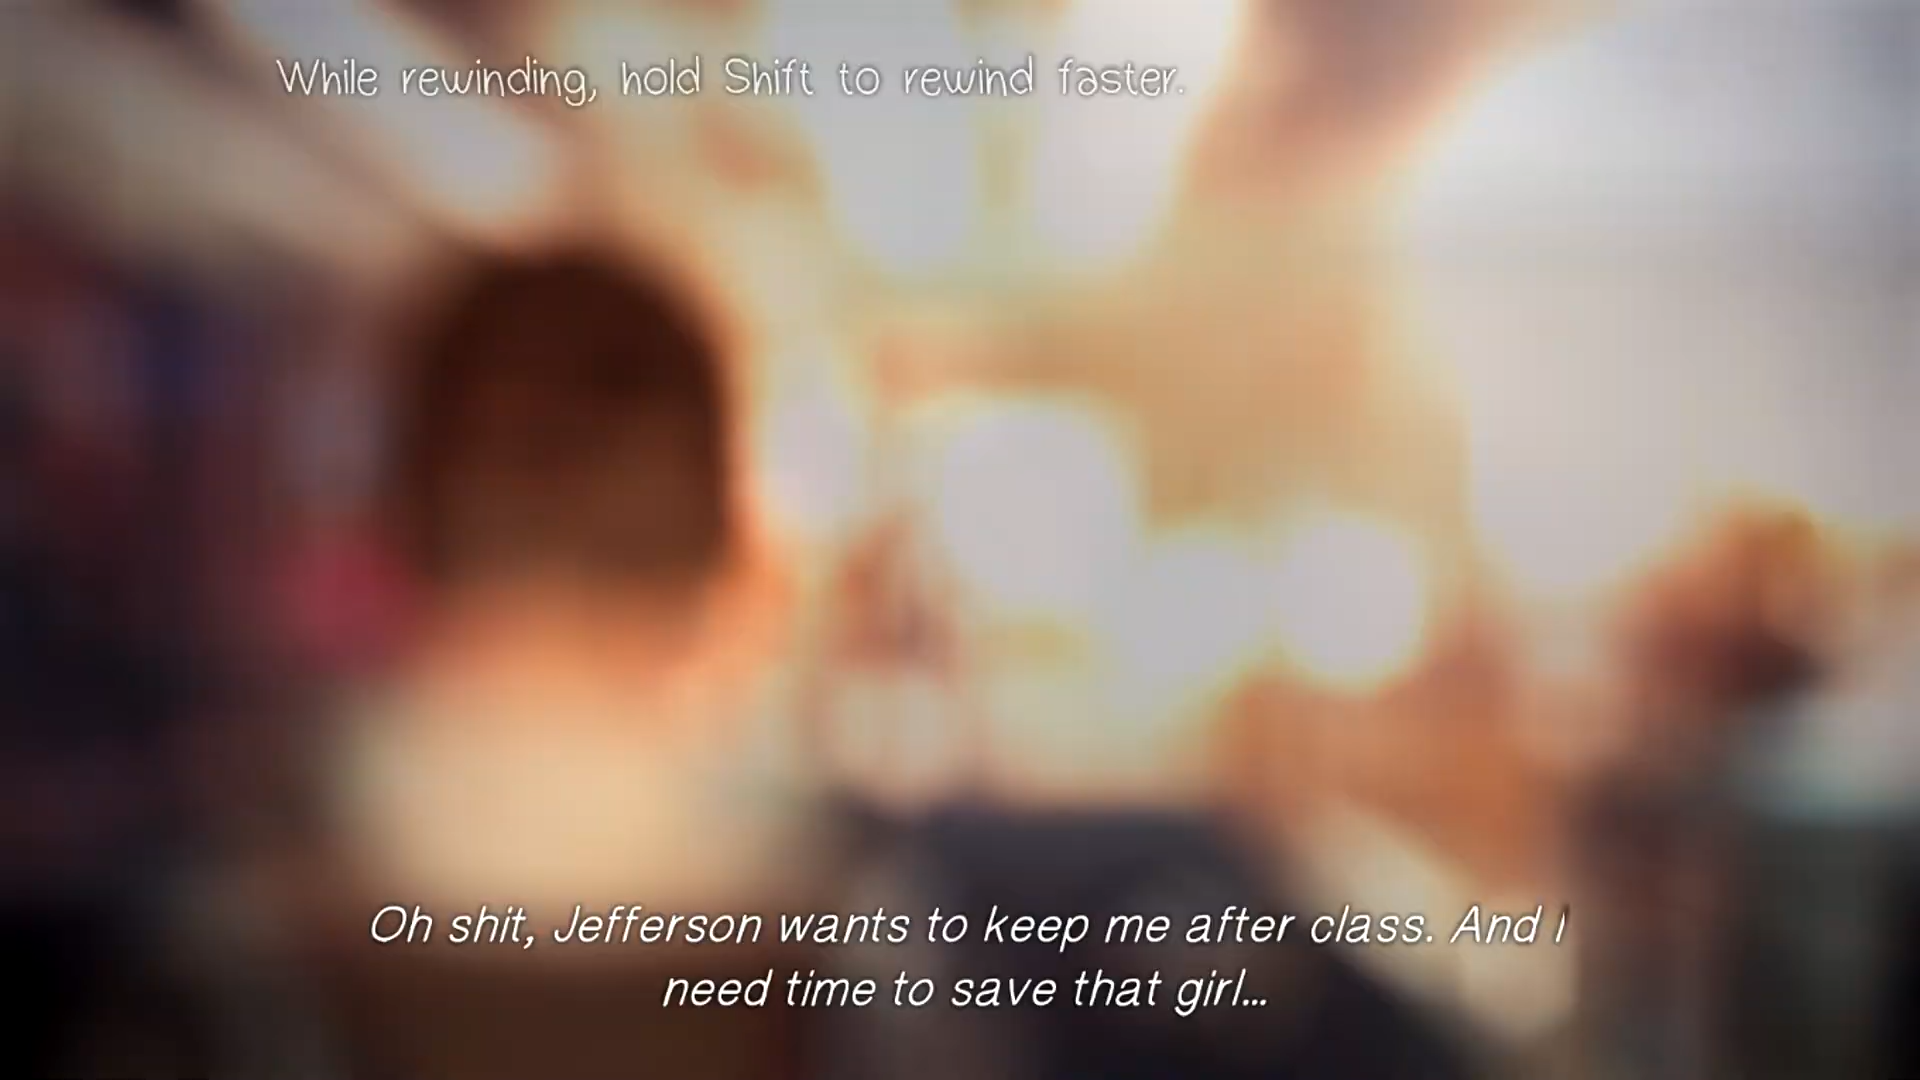 While rewinding, hold Shift to rewind faster.
Oh shit, Jefferson wants to keep me after class. And I
need time to save that girl...